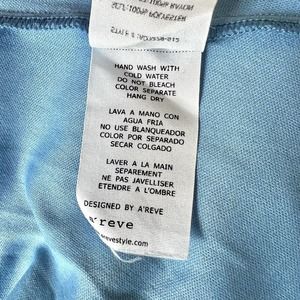 HAND WASH WITH
COLD WATER
DO NOT BLEACH
COLOR SEPARATE
HANG DRY
LAVA A MANO CON
AGUA FRIA
NO USE BLANQUEADOR
COLOR POR SEPARADO
SECAR COLGADO
LAVER A LA MAIN
SEPAREMENT
NE PAS JAVELLISER
ETENDRE A L'OMBRE
DESIGNED BY A'REVE
a'reve
arevestyle.com